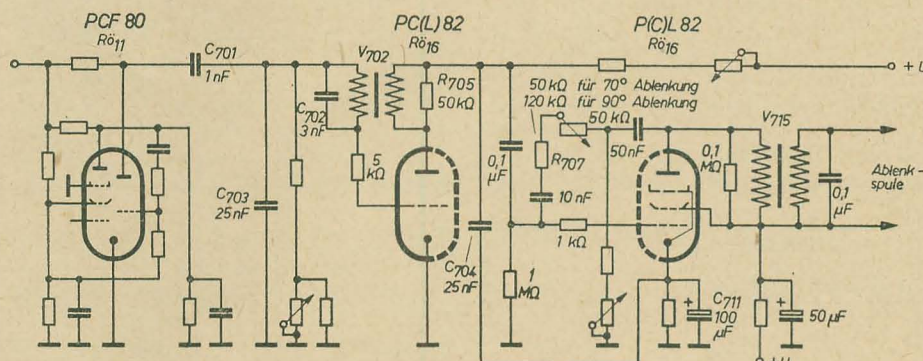 PCF 80
Rö11
PC(L) 82
Rö16
P(C)L 82
Rö16
C701
1nF
V702
R705
50kΩ
50 kΩ für 70° Ablenkung
120 kΩ für 90° Ablenkung
50 kΩ
+U
C702
3nF
V715
0,1
µF
R707
50nF
0,1
MΩ
0,1
µF
Ablenk-
spule
5
kΩ
10 nF
C703
25nF
1 kΩ
C704
25nF
1
MΩ
C711
100
µF
50µF